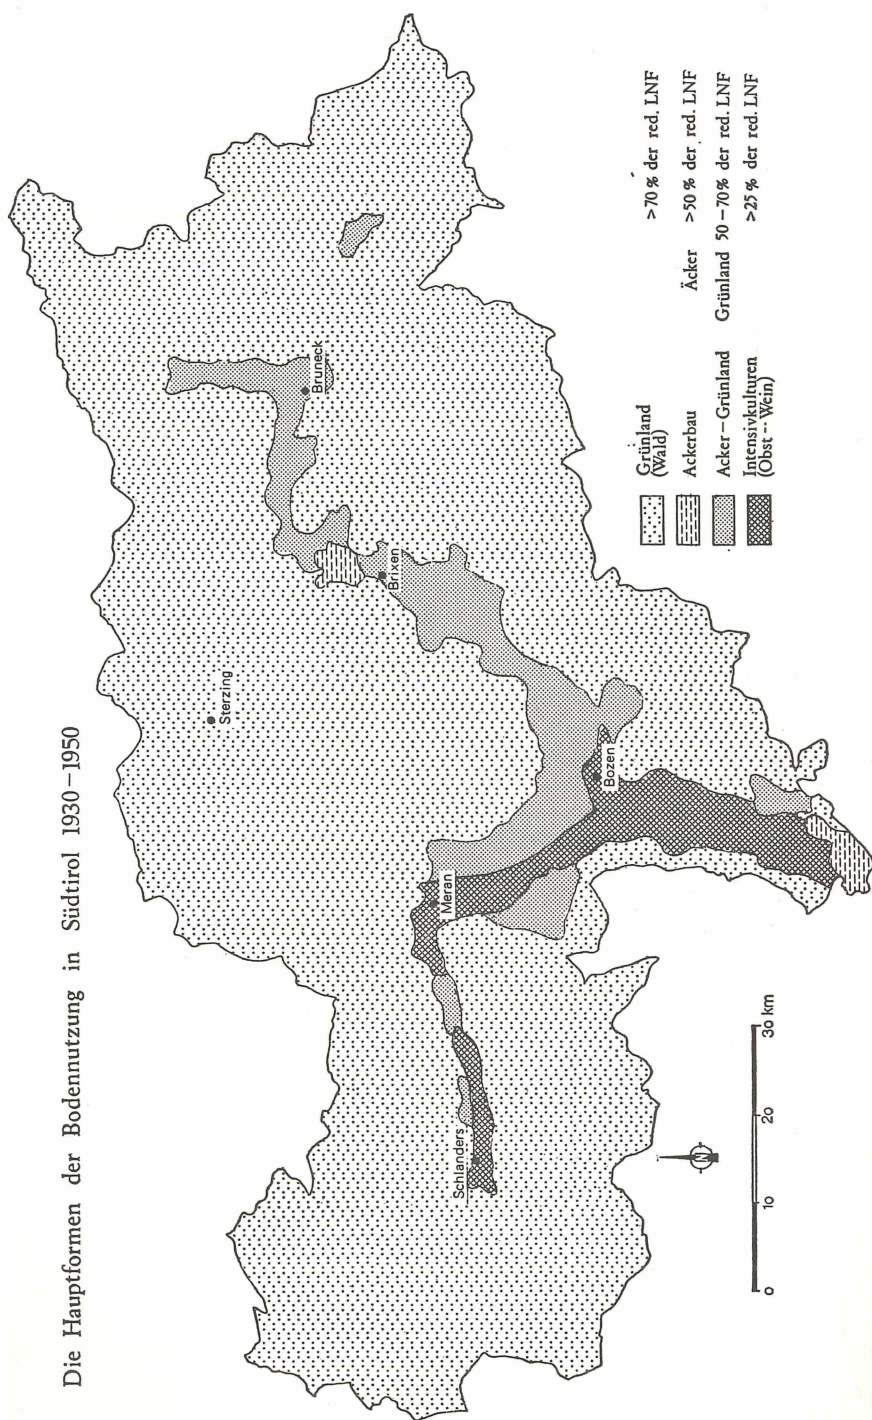 Die Hauptformen der Bodennutzung in Südtirol 1930–1950
Sterzing
Bruneck
Brixen
Meran
Bozen
Schlanders
Grünland >70% der red. LNF
(Wald)
Ackerbau Äcker >50% der red. LNF
Acker–Grünland Grünland 50–70% der red. LNF
Intensivkulturen >25% der red. LNF
(Obst–Wein)
N
0 10 20 30 km